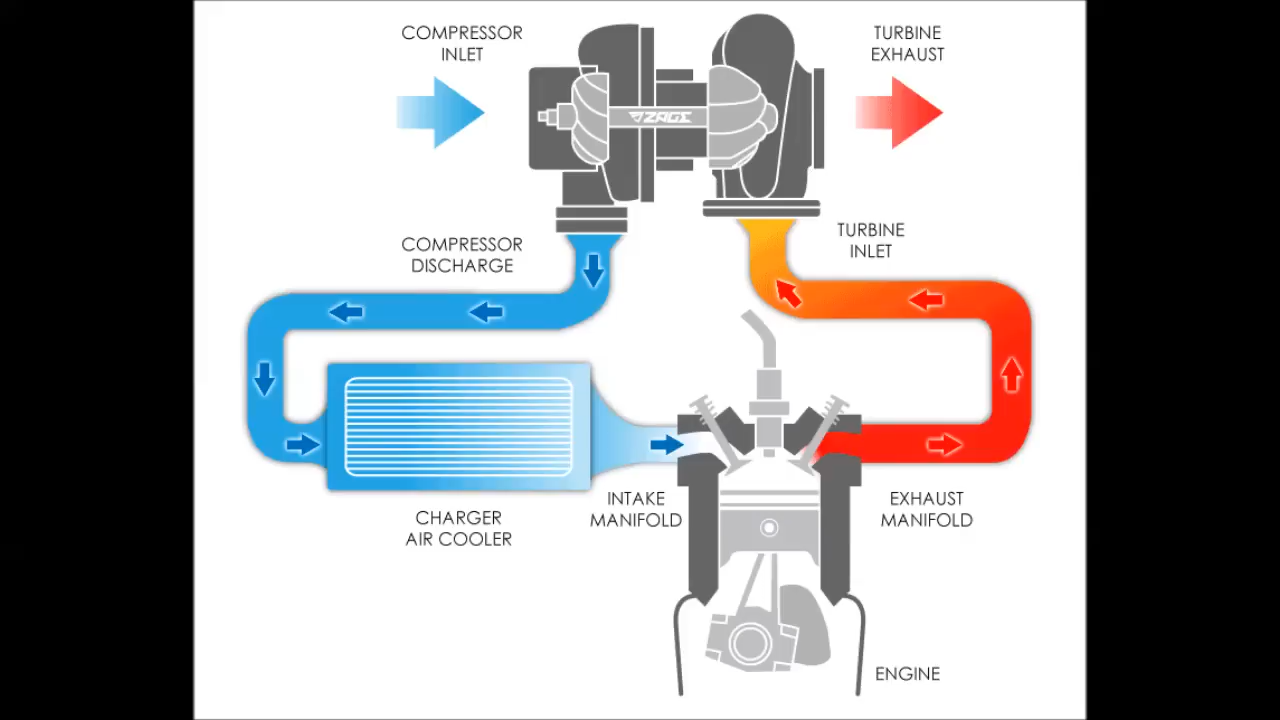 COMPRESSOR
INLET
TURBINE
EXHAUST
ZAGE
COMPRESSOR
DISCHARGE
TURBINE
INLET
CHARGER
AIR COOLER
INTAKE
MANIFOLD
EXHAUST
MANIFOLD
ENGINE